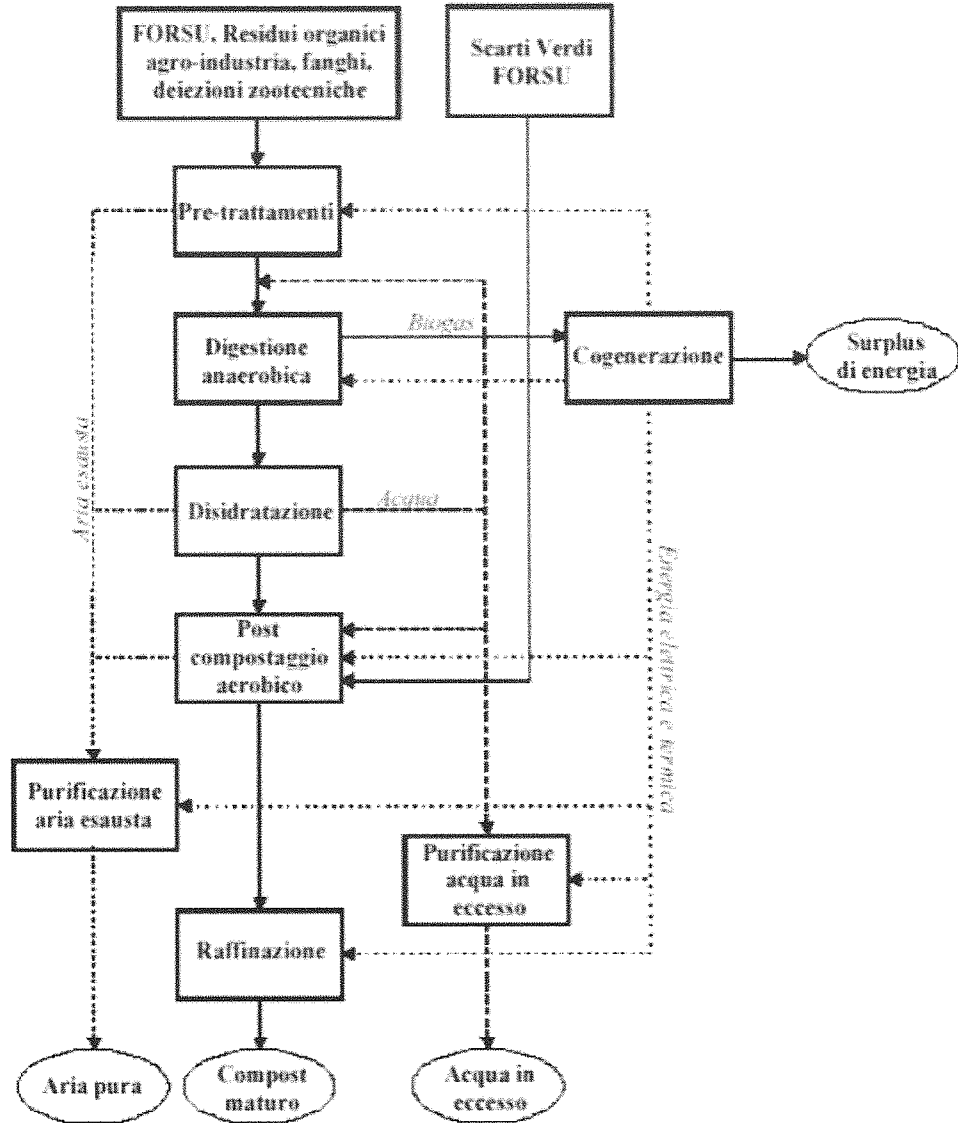 FORSU, Residui organici
agro-industria, fanghi,
deiezioni zootecniche
Scarti Verdi
FORSU
Pre-trattamenti
Biogas
Digestione
anaerobica
Cogenerazione
Surplus
di energia
Aria esausta
Disidratazione
Acqua
Energia elettrica e termica
Post
compostaggio
aerobico
Purificazione
aria esausta
Purificazione
acqua in
eccesso
Raffinazione
Aria pura
Compost
maturo
Acqua in
eccesso